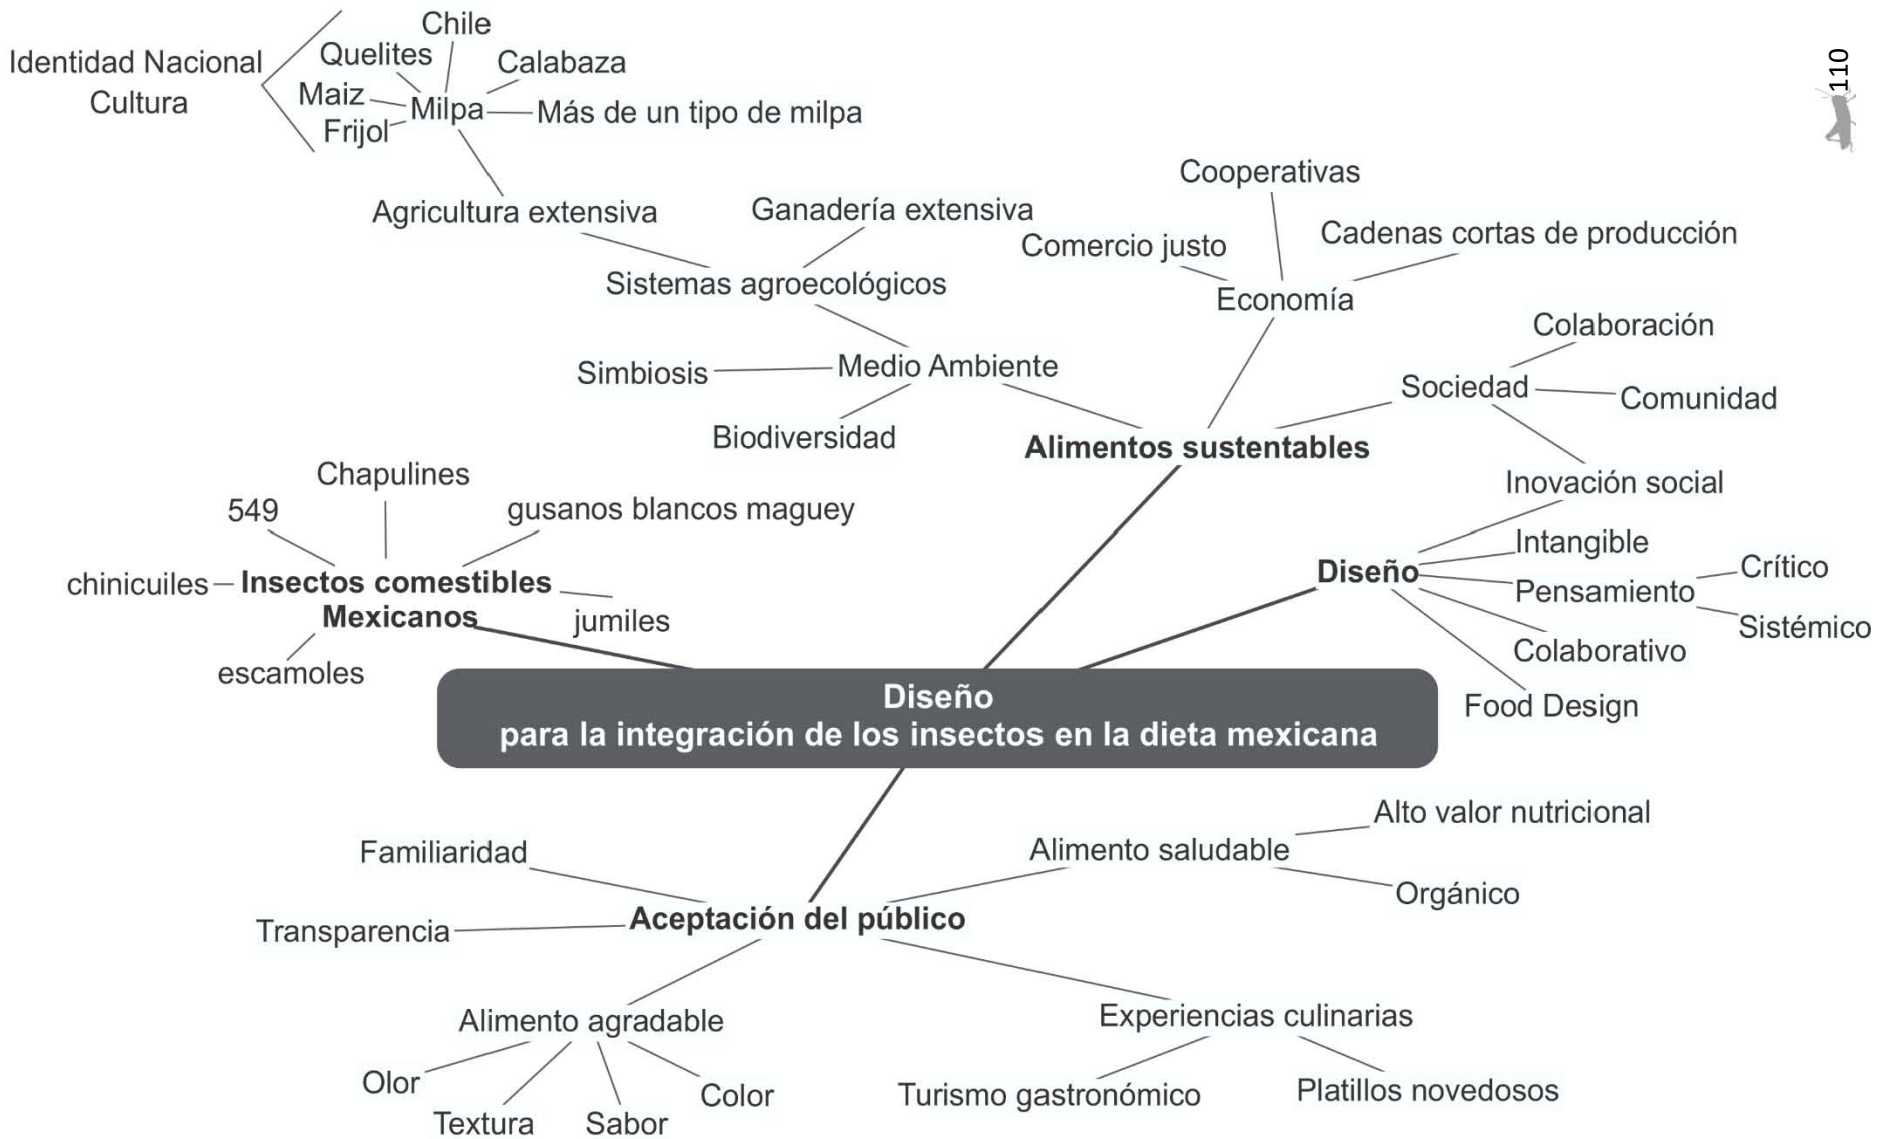 Chile
Identidad Nacional
Cultura
Quelites
Calabaza
Maiz
Milpa
Más de un tipo de milpa
Frijol
110
Agricultura extensiva
Ganadería extensiva
Sistemas agroecológicos
Cooperativas
Comercio justo
Cadenas cortas de producción
Economía
Simbiosis
Medio Ambiente
Biodiversidad
Colaboración
Sociedad
Comunidad
Alimentos sustentables
Inovación social
Chapulines
549
gusanos blancos maguey
chinicuiles
Insectos comestibles
Mexicanos
jumiles
escamoles
Intangible
Diseño
Pensamiento
Crítico
Sistémico
Colaborativo
Food Design
Diseño
para la integración de los insectos en la dieta mexicana
Familiaridad
Alimento saludable
Alto valor nutricional
Orgánico
Transparencia
Aceptación del público
Alimento agradable
Experiencias culinarias
Olor
Textura
Sabor
Color
Turismo gastronómico
Platillos novedosos